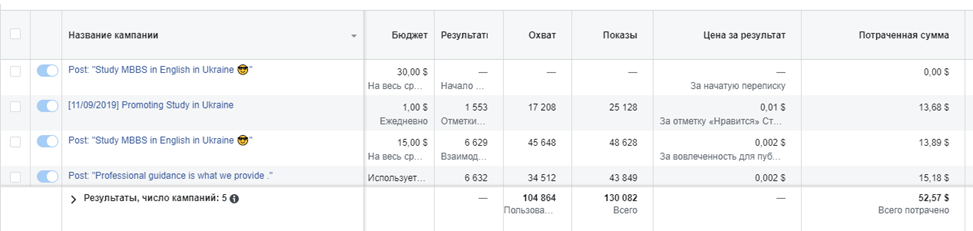 Название кампании Бюджет Результаты Охват Показы Цена за результат Потраченная сумма
Post: "Study MBBS in English in Ukraine 😎" 30,00 $ — — — — 0,00 $
На весь ср… Начало … За начатую переписку
[11/09/2019] Promoting Study in Ukraine 1,00 $ 1 553 17 208 25 128 0,01 $ 13,68 $
Ежедневно Отметки… За отметку «Нравится» Ст…
Post: "Study MBBS in English in Ukraine 😎" 15,00 $ 6 629 45 648 48 628 0,002 $ 13,89 $
На весь ср… Взаимод… За вовлеченность для пуб…
Post: "Professional guidance is what we provide ." Использует… 6 632 34 512 43 849 0,002 $ 15,18 $
Результаты, число кампаний: 5 — 104 864 130 082 — 52,57 $
Пользова… Всего Всего потрачено